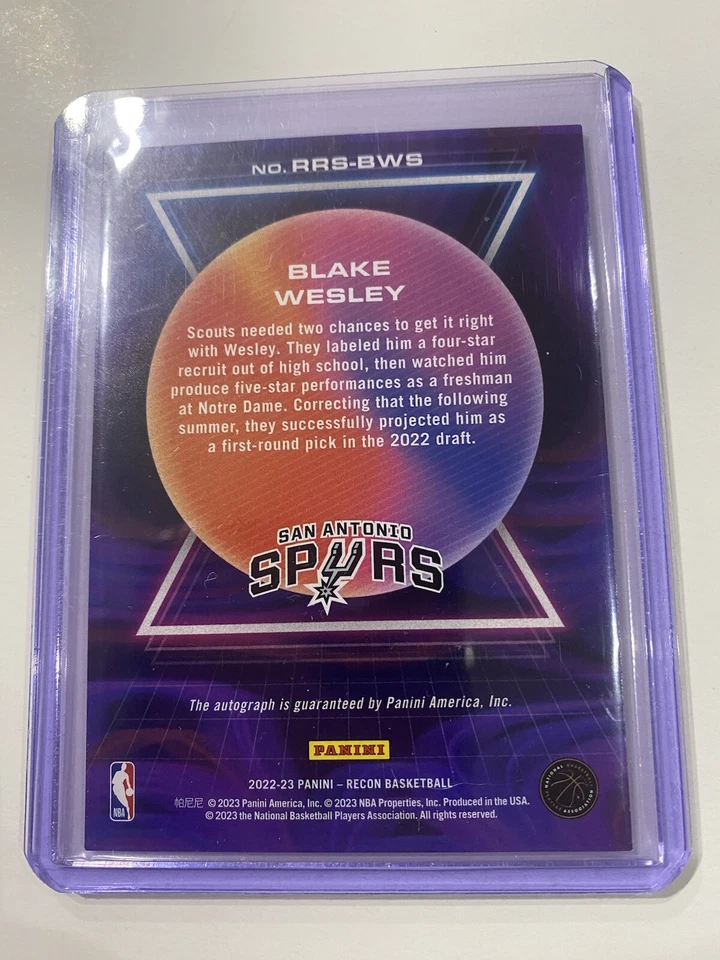 NO. RRS-BWS
BLAKE
WESLEY
Scouts needed two chances to get it right
with Wesley. They labeled him a four-star
recruit out of high school, then watched him
produce five-star performances as a freshman
at Notre Dame. Correcting that the following
summer, they successfully projected him as
a first-round pick in the 2022 draft.
SAN ANTONIO
SPURS
The autograph is guaranteed by Panini America, Inc.
PANINI
2022-23 PANINI – RECON BASKETBALL
帕尼尼 © 2023 Panini America, Inc. © 2023 NBA Properties, Inc. Produced in the USA.
© 2023 the National Basketball Players Association. All rights reserved.
NBA
NATIONAL BASKETBALL PLAYERS ASSOCIATION